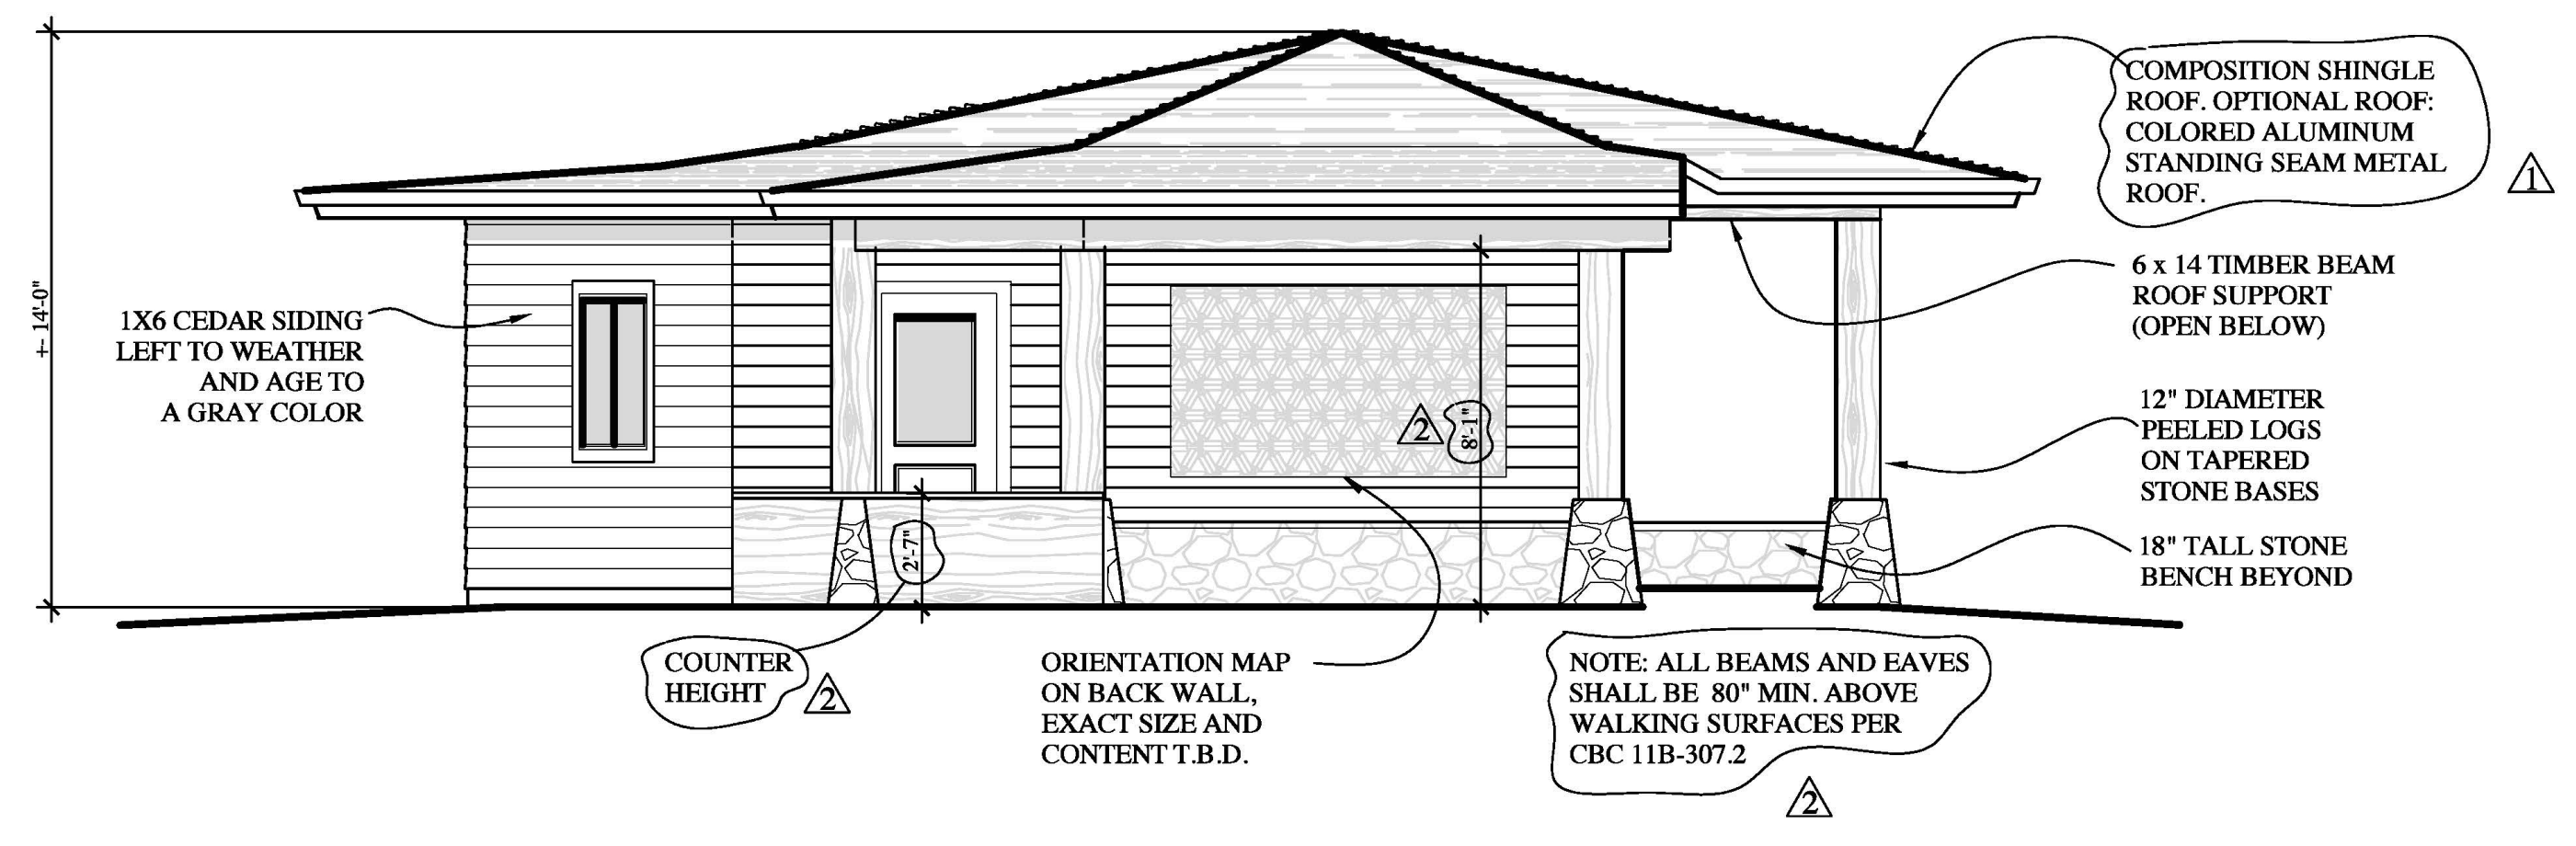 +- 14'-0"
1X6 CEDAR SIDING
LEFT TO WEATHER
AND AGE TO
A GRAY COLOR
COMPOSITION SHINGLE
ROOF. OPTIONAL ROOF:
COLORED ALUMINUM
STANDING SEAM METAL
ROOF.
1
6 x 14 TIMBER BEAM
ROOF SUPPORT
(OPEN BELOW)
12" DIAMETER
PEELED LOGS
ON TAPERED
STONE BASES
18" TALL STONE
BENCH BEYOND
2
8'-1"
2'-7"
COUNTER
HEIGHT
2
ORIENTATION MAP
ON BACK WALL,
EXACT SIZE AND
CONTENT T.B.D.
NOTE: ALL BEAMS AND EAVES
SHALL BE 80" MIN. ABOVE
WALKING SURFACES PER
CBC 11B-307.2
2